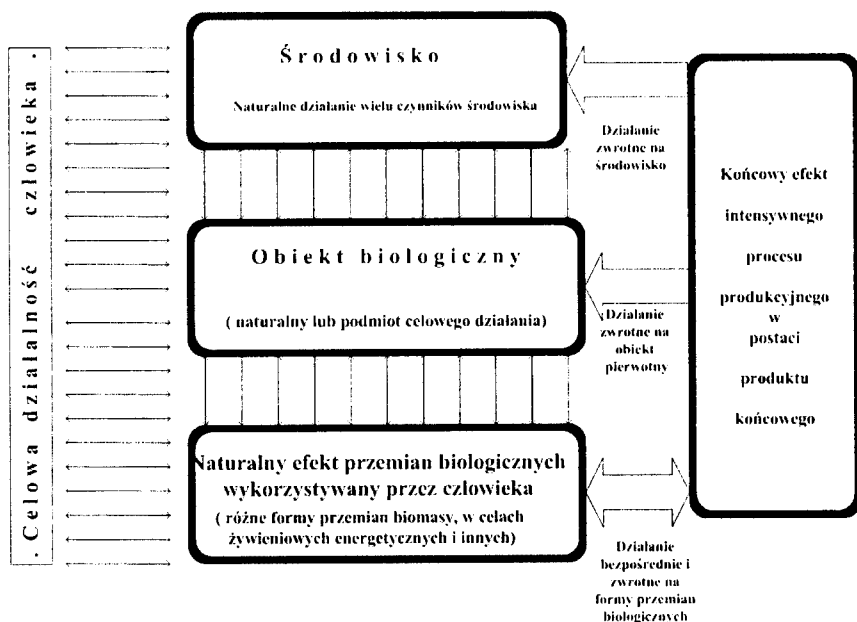 . Celowa działalność człowieka .
Środowisko
Naturalne działanie wielu czynników środowiska
Działanie
zwrotne na
środowisko
Obiekt biologiczny
( naturalny lub podmiot celowego działania)
Działanie
zwrotne na
obiekt
pierwotny
Naturalny efekt przemian biologicznych
wykorzystywany przez człowieka
( różne formy przemian biomasy, w celach
żywieniowych energetycznych i innych)
Działanie
bezpośrednie i
zwrotne na
formy przemian
biologicznych
Końcowy efekt
intensywnego
procesu
produkcyjnego
w
postaci
produktu
końcowego